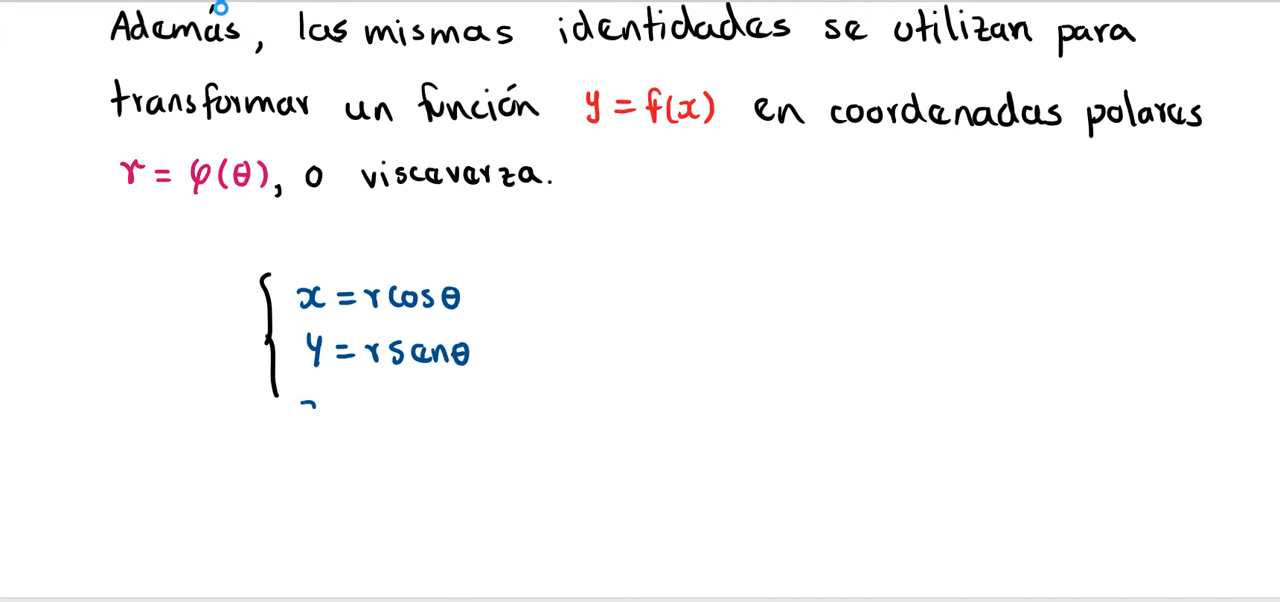 Además, las mismas identidades se utilizan para
transformar un función y = f(x) en coordenadas polares
r = φ(θ), o visceverza.
x = r cos θ
y = r sen θ